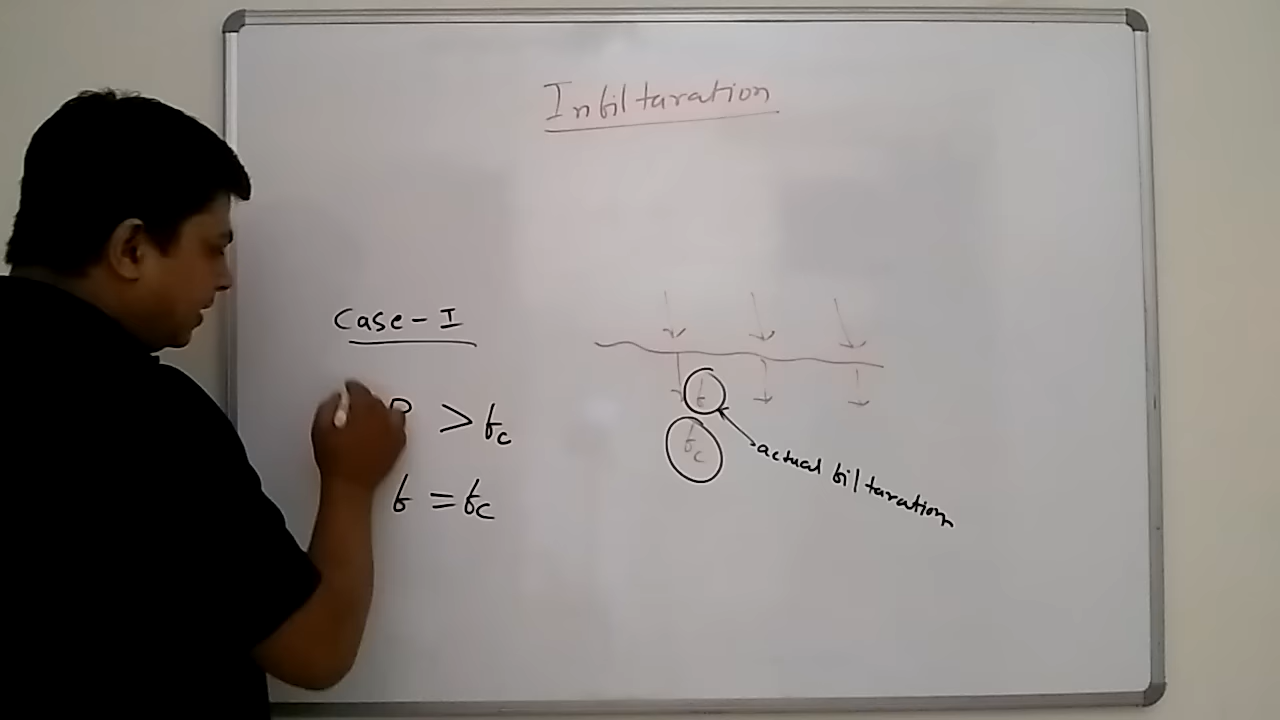 Infiltaration
Case - I
P > fc
f = fc
f
fc
actual filtaration